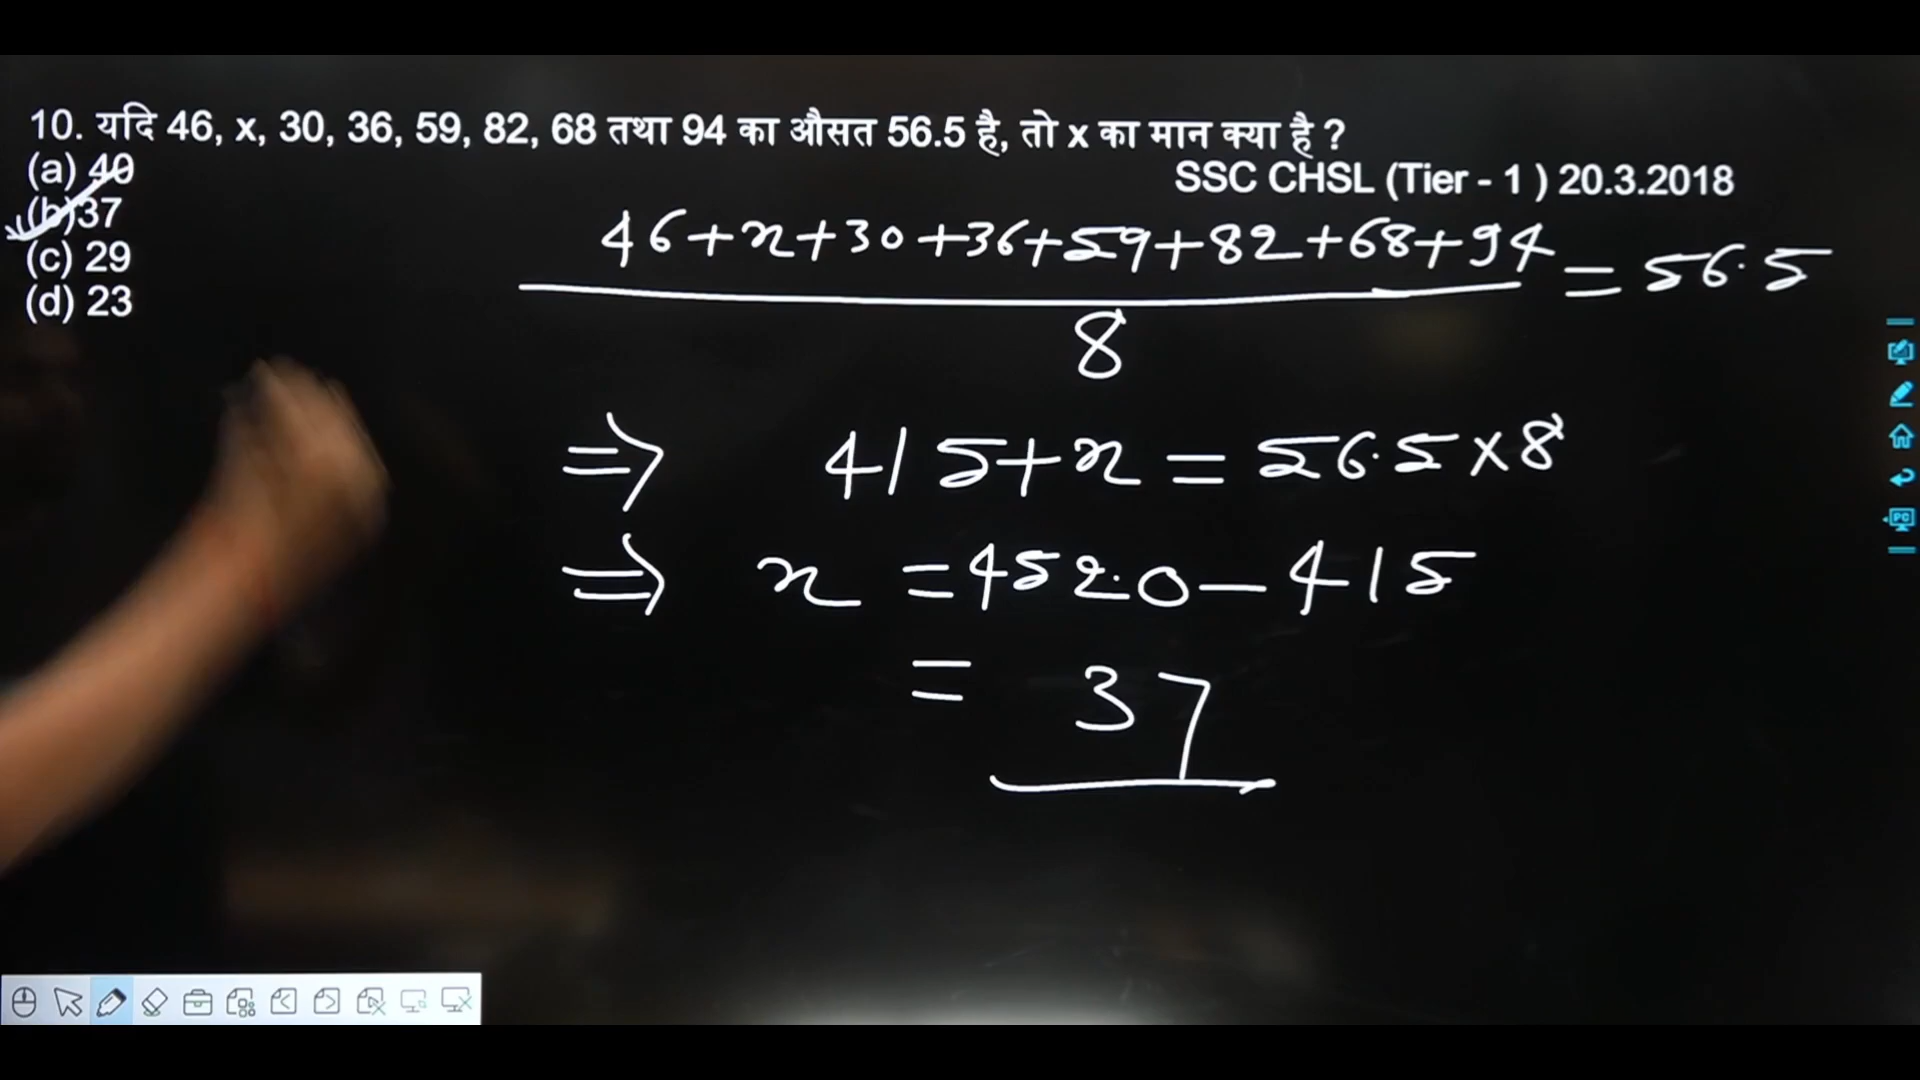 10. यदि 46, x, 30, 36, 59, 82, 68 तथा 94 का औसत 56.5 है, तो x का मान क्या है ?
(a) 40
SSC CHSL (Tier - 1 ) 20.3.2018
(b)37
(c) 29
(d) 23
46+x+30+36+59+82+68+94
= 56.5
8
⇒ 415+x = 56.5×8
⇒ x = 452.0 – 415
= 37
PC